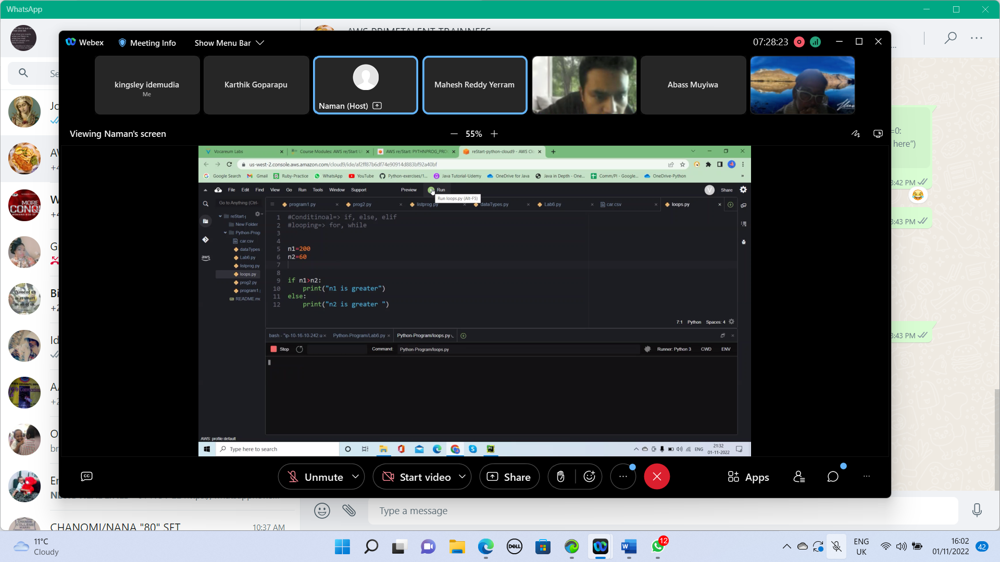 WhatsApp
AWS PRIMETALENT TRAINNEES
Webex
Meeting Info
Show Menu Bar
07:28:23
kingsley idemudia
Me
Karthik Goparapu
Naman (Host)
Mahesh Reddy Yerram
Abass Muyiwa
Viewing Naman's screen
55%
Vocareum Labs
Course Modules: AWS re/Start U
AWS re/Start: PYTHNPROG_PRO
reStart-python-cloud9 - AWS Cl
us-west-2.console.aws.amazon.com/cloud9/ide/af2ff87b6df74e90914d883bf92a40bf
Google Search
Gmail
Ruby-Practice
WhatsApp
YouTube
Python-exercises/1...
Java Tutorial-Udemy
OneDrive for Java
Java in Depth - One...
Comm/PI - Google...
OneDrive-Python
File Edit Find View Go Run Tools Window Support
Preview
Run
V
Share
Run loops.py (Alt-F5)
Go to Anything (Ctrl-
program1.py
prog2.py
listprog.py
dataTypes.py
Lab6.py
car.csv
loops.py
reStart-p
New Folder
Python-Prog
car.csv
dataTypes
Lab6.py
listprog.py
loops.py
prog2.py
program1.
README.mc
aws
1 #Conditinoal=> if, else, elif
2 #looping=> for, while
3
4
5 n1=200
6 n2=60
7
8
9 if n1>n2:
10 print("n1 is greater")
11 else:
12 print("n2 is greater ")
7:1 Python Spaces: 4
bash - "ip-10-16-10-242.u
Python-Program/Lab6.py
Python-Program/loops.py
Stop
Command:
Python-Program/loops.py
Runner: Python 3
CWD
ENV
AWS: profile:default
Type here to search
ENG
21:32
01-11-2022
CC
Unmute
Start video
Share
Apps
Se
Jo
AV
+4
W
+4
G
Bi
+2
Id
A
+2
O
br
Er
CHANOMI/NANA "80" SET
10:37 AM
=0:
here”)
3:42 PM
3:43 PM
3:43 PM
Type a message
11°C
Cloudy
DELL
12
ENG
UK
16:02
01/11/2022
42